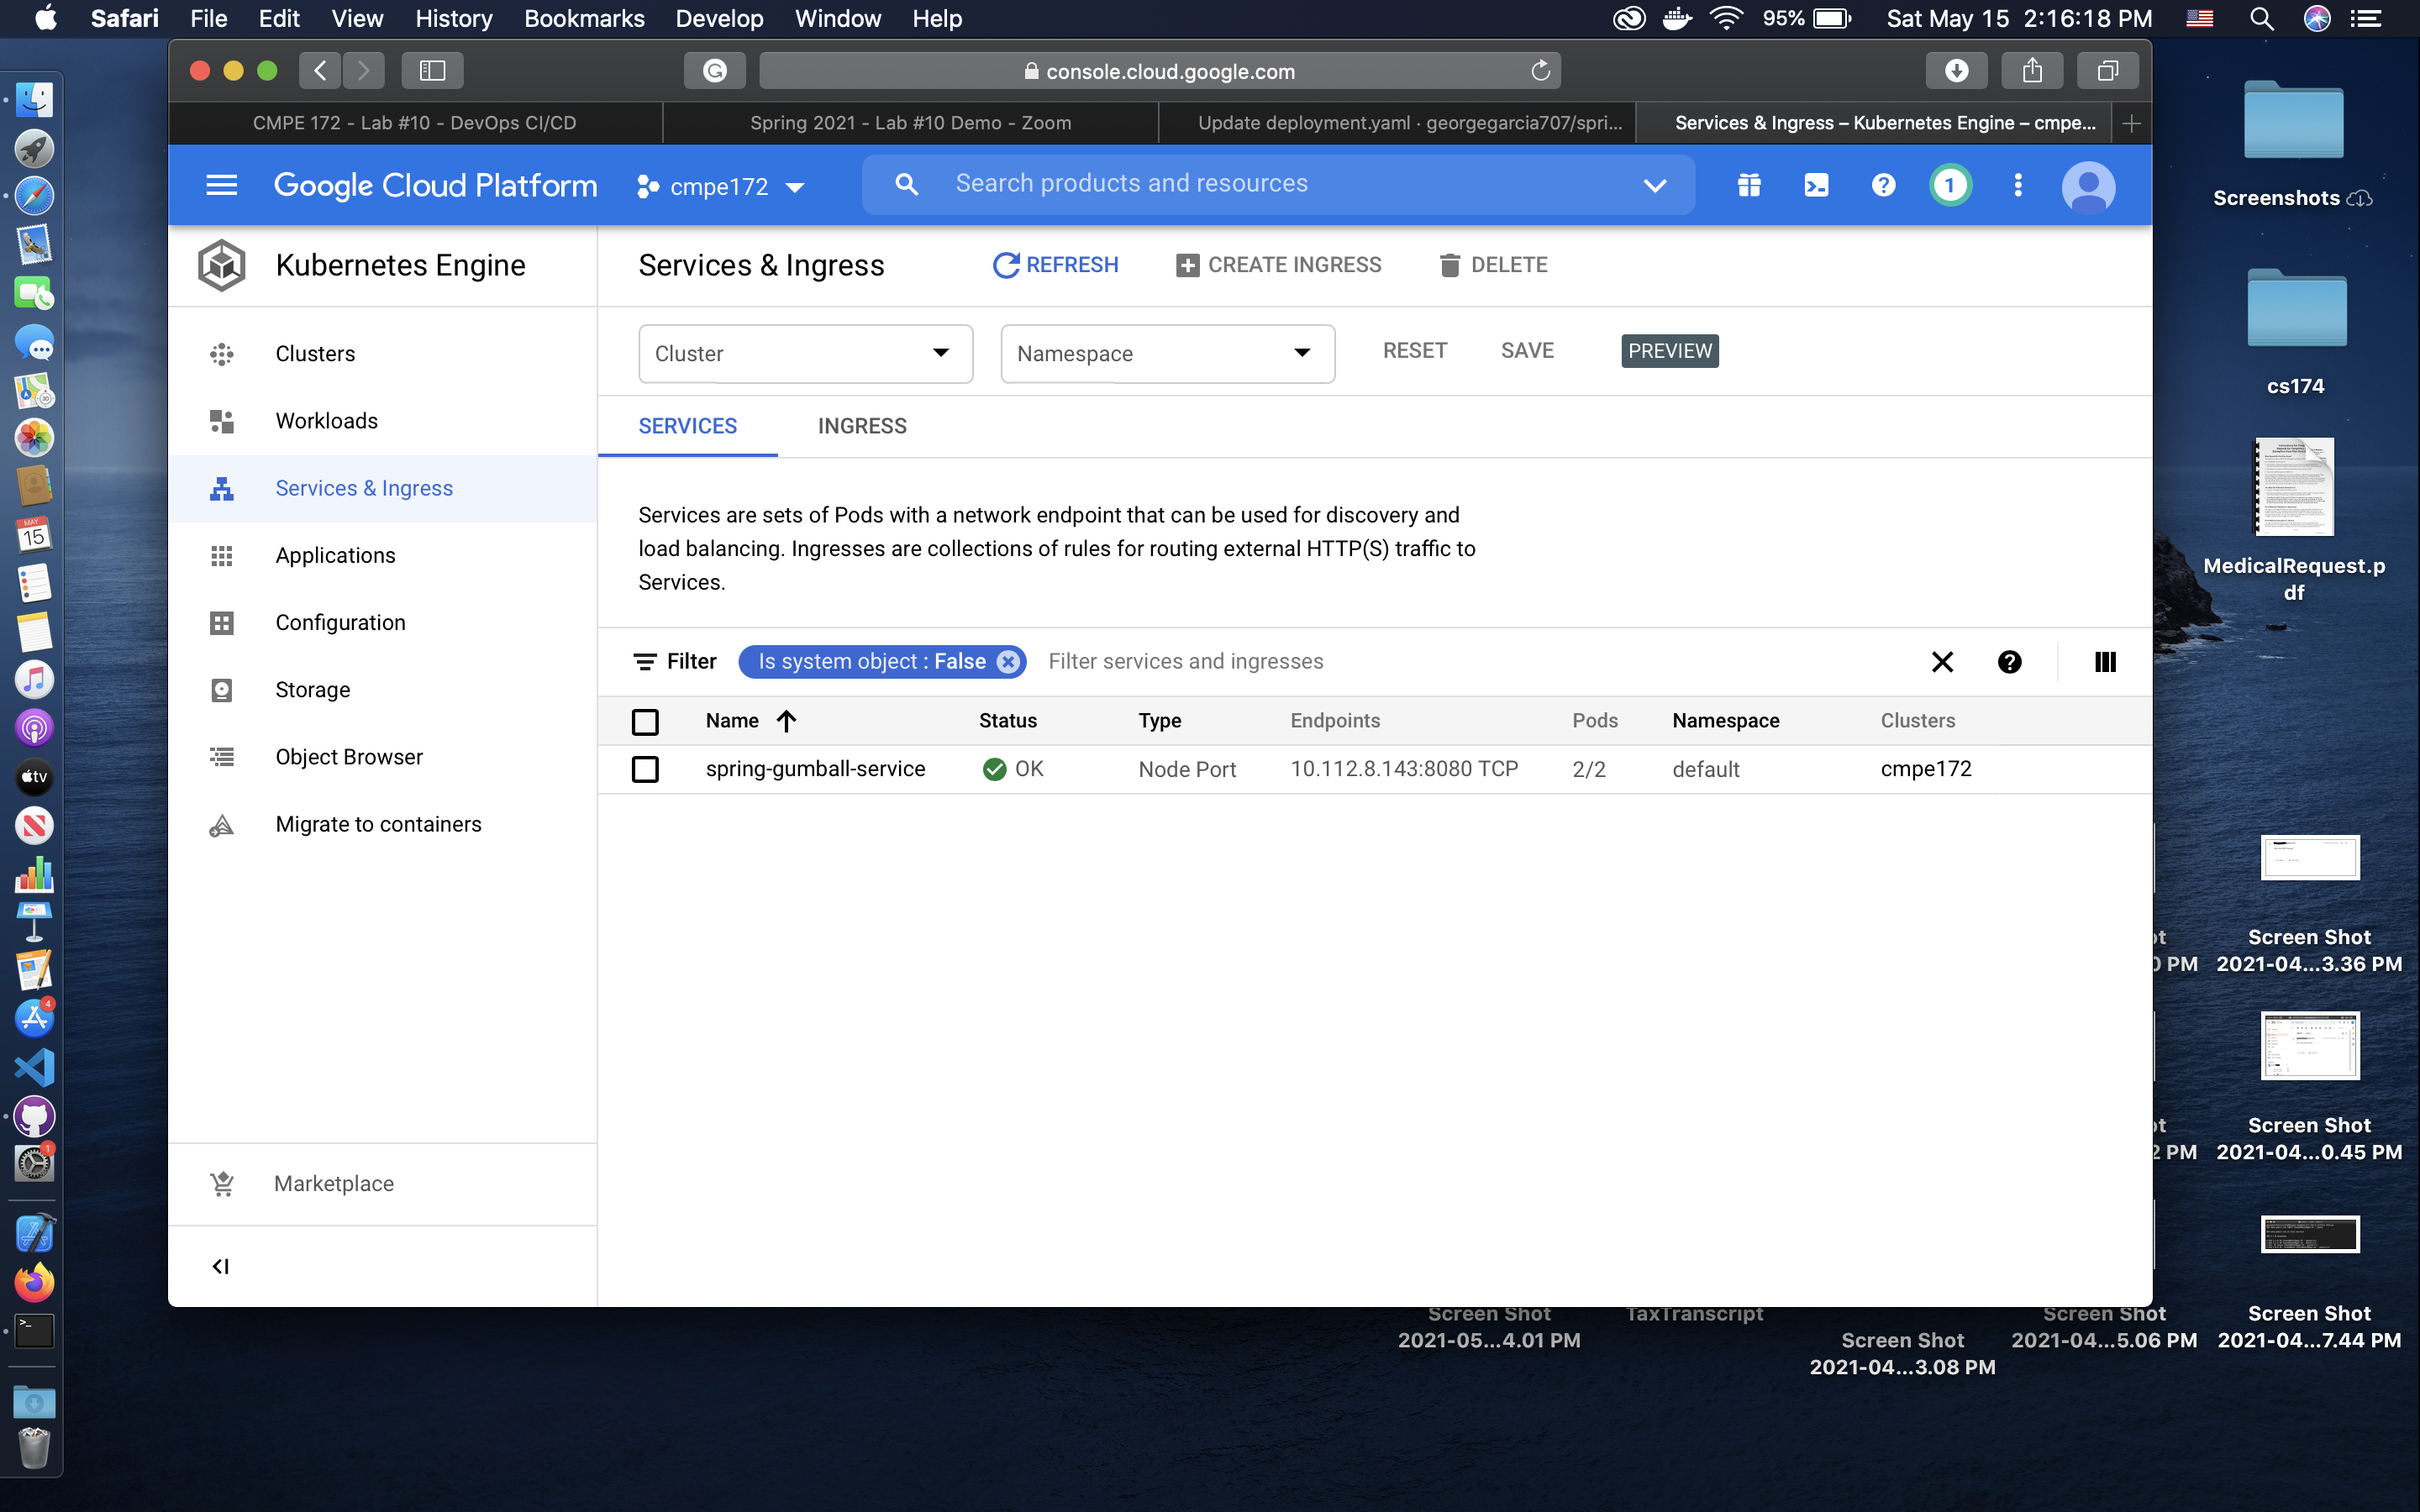 Safari File Edit View History Bookmarks Develop Window Help 95% Sat May 15 2:16:18 PM
console.cloud.google.com
CMPE 172 - Lab #10 - DevOps CI/CD
Spring 2021 - Lab #10 Demo - Zoom
Update deployment.yaml · georgegarcia707/spri...
Services & Ingress – Kubernetes Engine – cmpe...
Google Cloud Platform
cmpe172
Search products and resources
1
Kubernetes Engine
Clusters
Workloads
Services & Ingress
Applications
Configuration
Storage
Object Browser
Migrate to containers
Marketplace
Services & Ingress
REFRESH
CREATE INGRESS
DELETE
Cluster
Namespace
RESET
SAVE
PREVIEW
SERVICES
INGRESS
Services are sets of Pods with a network endpoint that can be used for discovery and
load balancing. Ingresses are collections of rules for routing external HTTP(S) traffic to
Services.
Filter
Is system object : False
Filter services and ingresses
Name Status Type Endpoints Pods Namespace Clusters
spring-gumball-service OK Node Port 10.112.8.143:8080 TCP 2/2 default cmpe172
Screenshots
cs174
MedicalRequest.p
df
Screen Shot
2021-04...3.36 PM
Screen Shot
2021-04...0.45 PM
Screen Shot
2021-04...7.44 PM
Screen Shot
2021-04...5.06 PM
Screen Shot
2021-04...3.08 PM
TaxTranscript
Screen Shot
2021-05...4.01 PM
MAY
15
tv
4
1